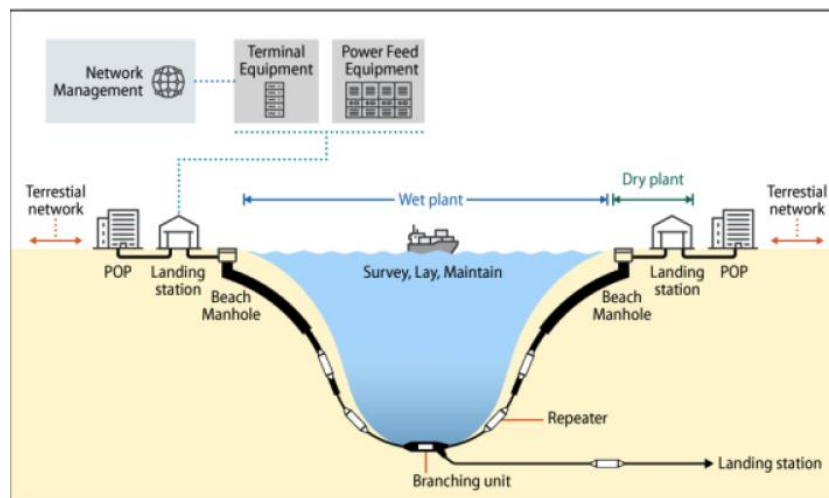 Network
Management
Terminal
Equipment
Power Feed
Equipment
Terrestial
network
Wet plant
Dry plant
Terrestial
network
POP
Landing
station
Beach
Manhole
Survey, Lay, Maintain
Beach
Manhole
Landing
station
POP
Repeater
Branching unit
Landing station